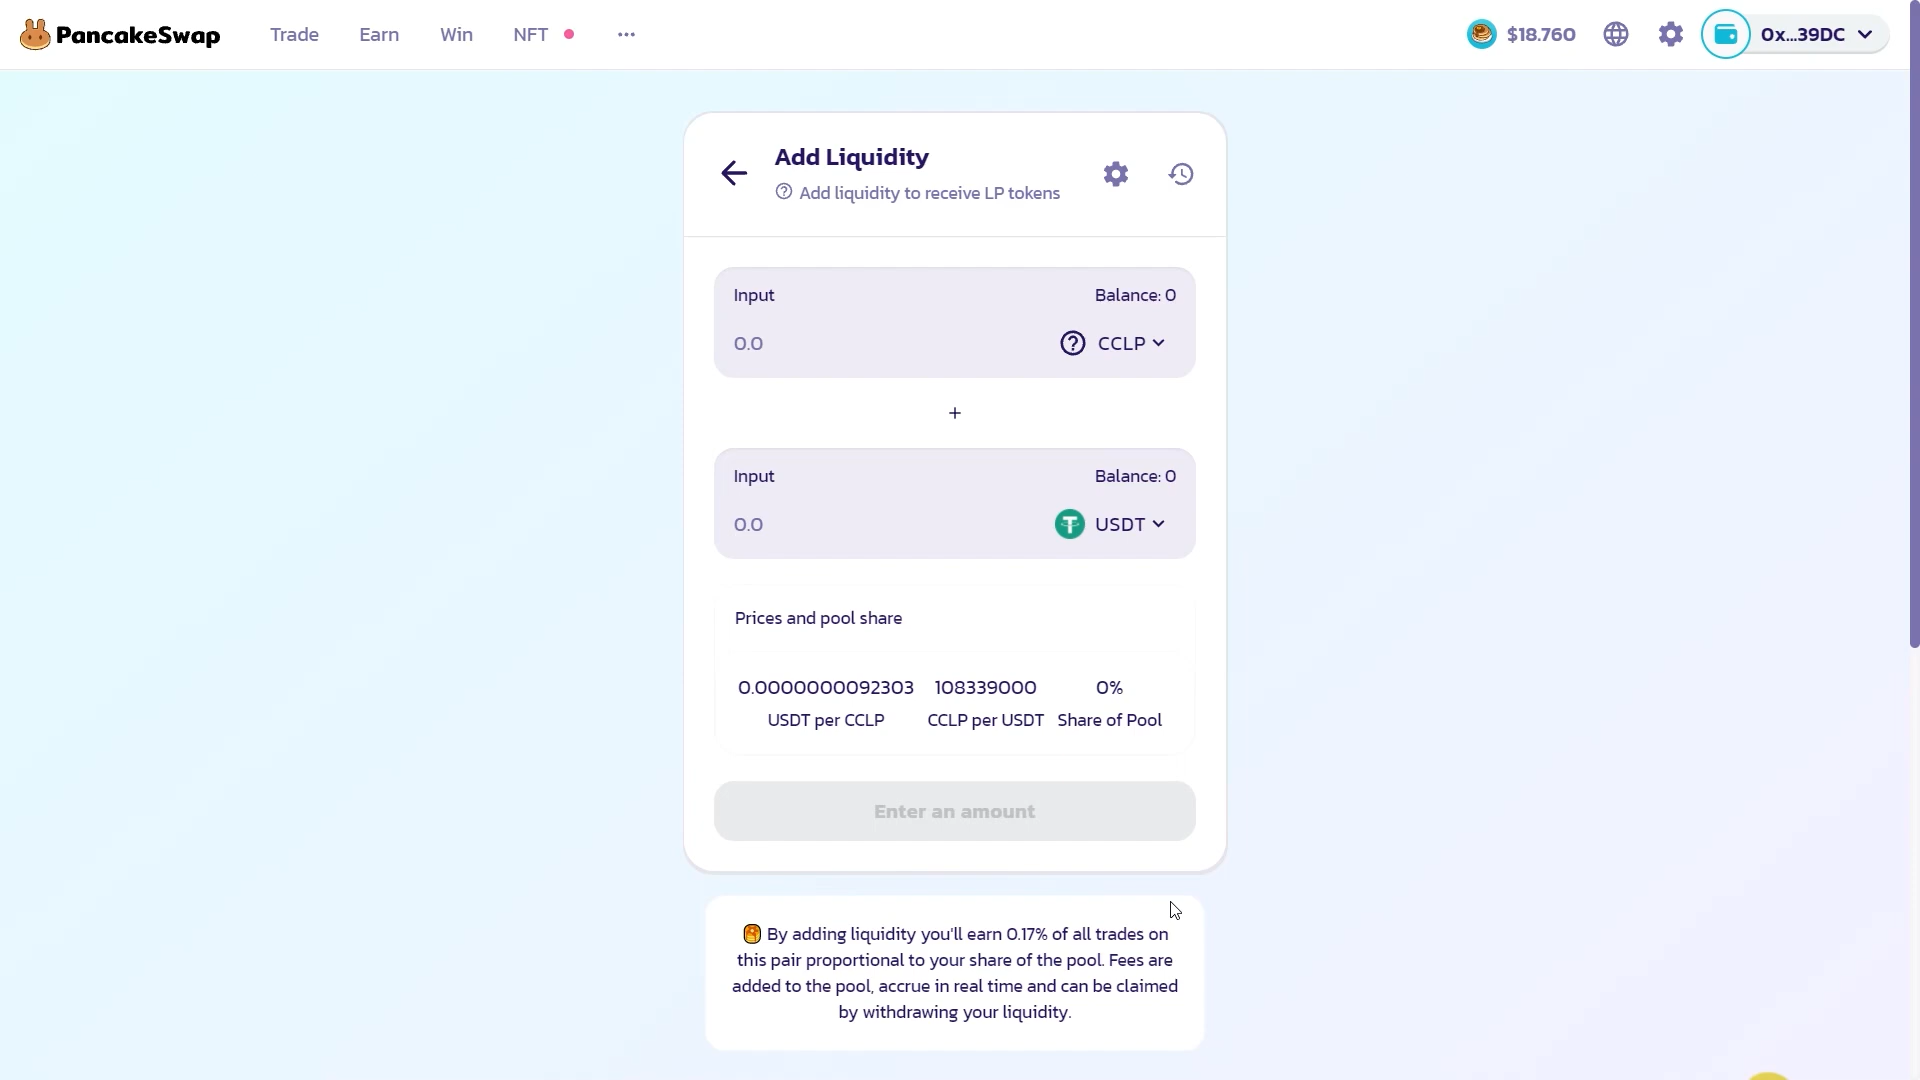 PancakeSwap Trade Earn Win NFT $18.760 0x...39DC
Add Liquidity
Add liquidity to receive LP tokens
Input Balance: 0
0.0 CCLP
+
Input Balance: 0
0.0 USDT
Prices and pool share
0.0000000092303 108339000 0%
USDT per CCLP CCLP per USDT Share of Pool
Enter an amount
By adding liquidity you'll earn 0.17% of all trades on
this pair proportional to your share of the pool. Fees are
added to the pool, accrue in real time and can be claimed
by withdrawing your liquidity.